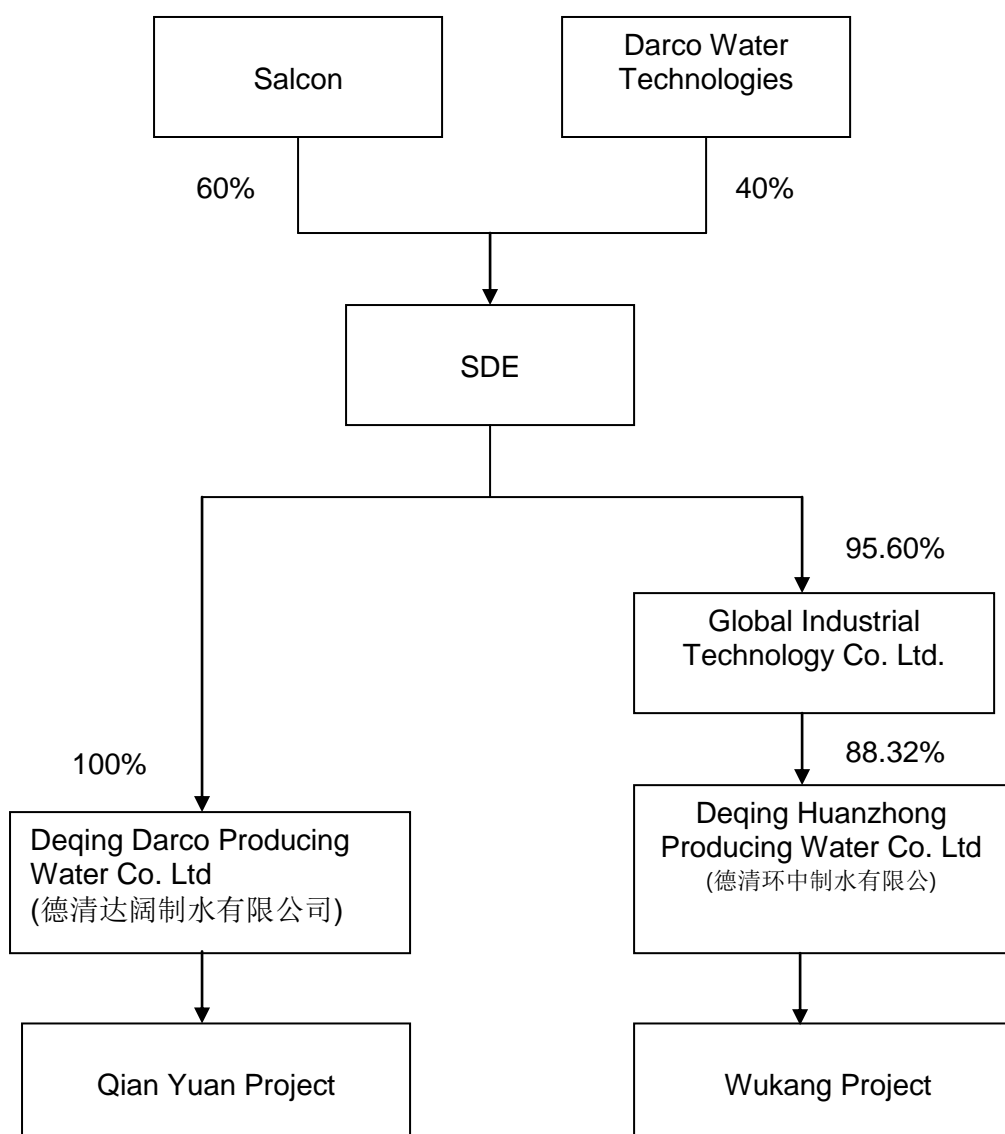 Salcon
Darco Water
Technologies
60%
40%
SDE
95.60%
Global Industrial
Technology Co. Ltd.
100%
88.32%
Deqing Darco Producing
Water Co. Ltd
(德清达阔制水有限公司)
Deqing Huanzhong
Producing Water Co. Ltd
(德清环中制水有限公)
Qian Yuan Project
Wukang Project